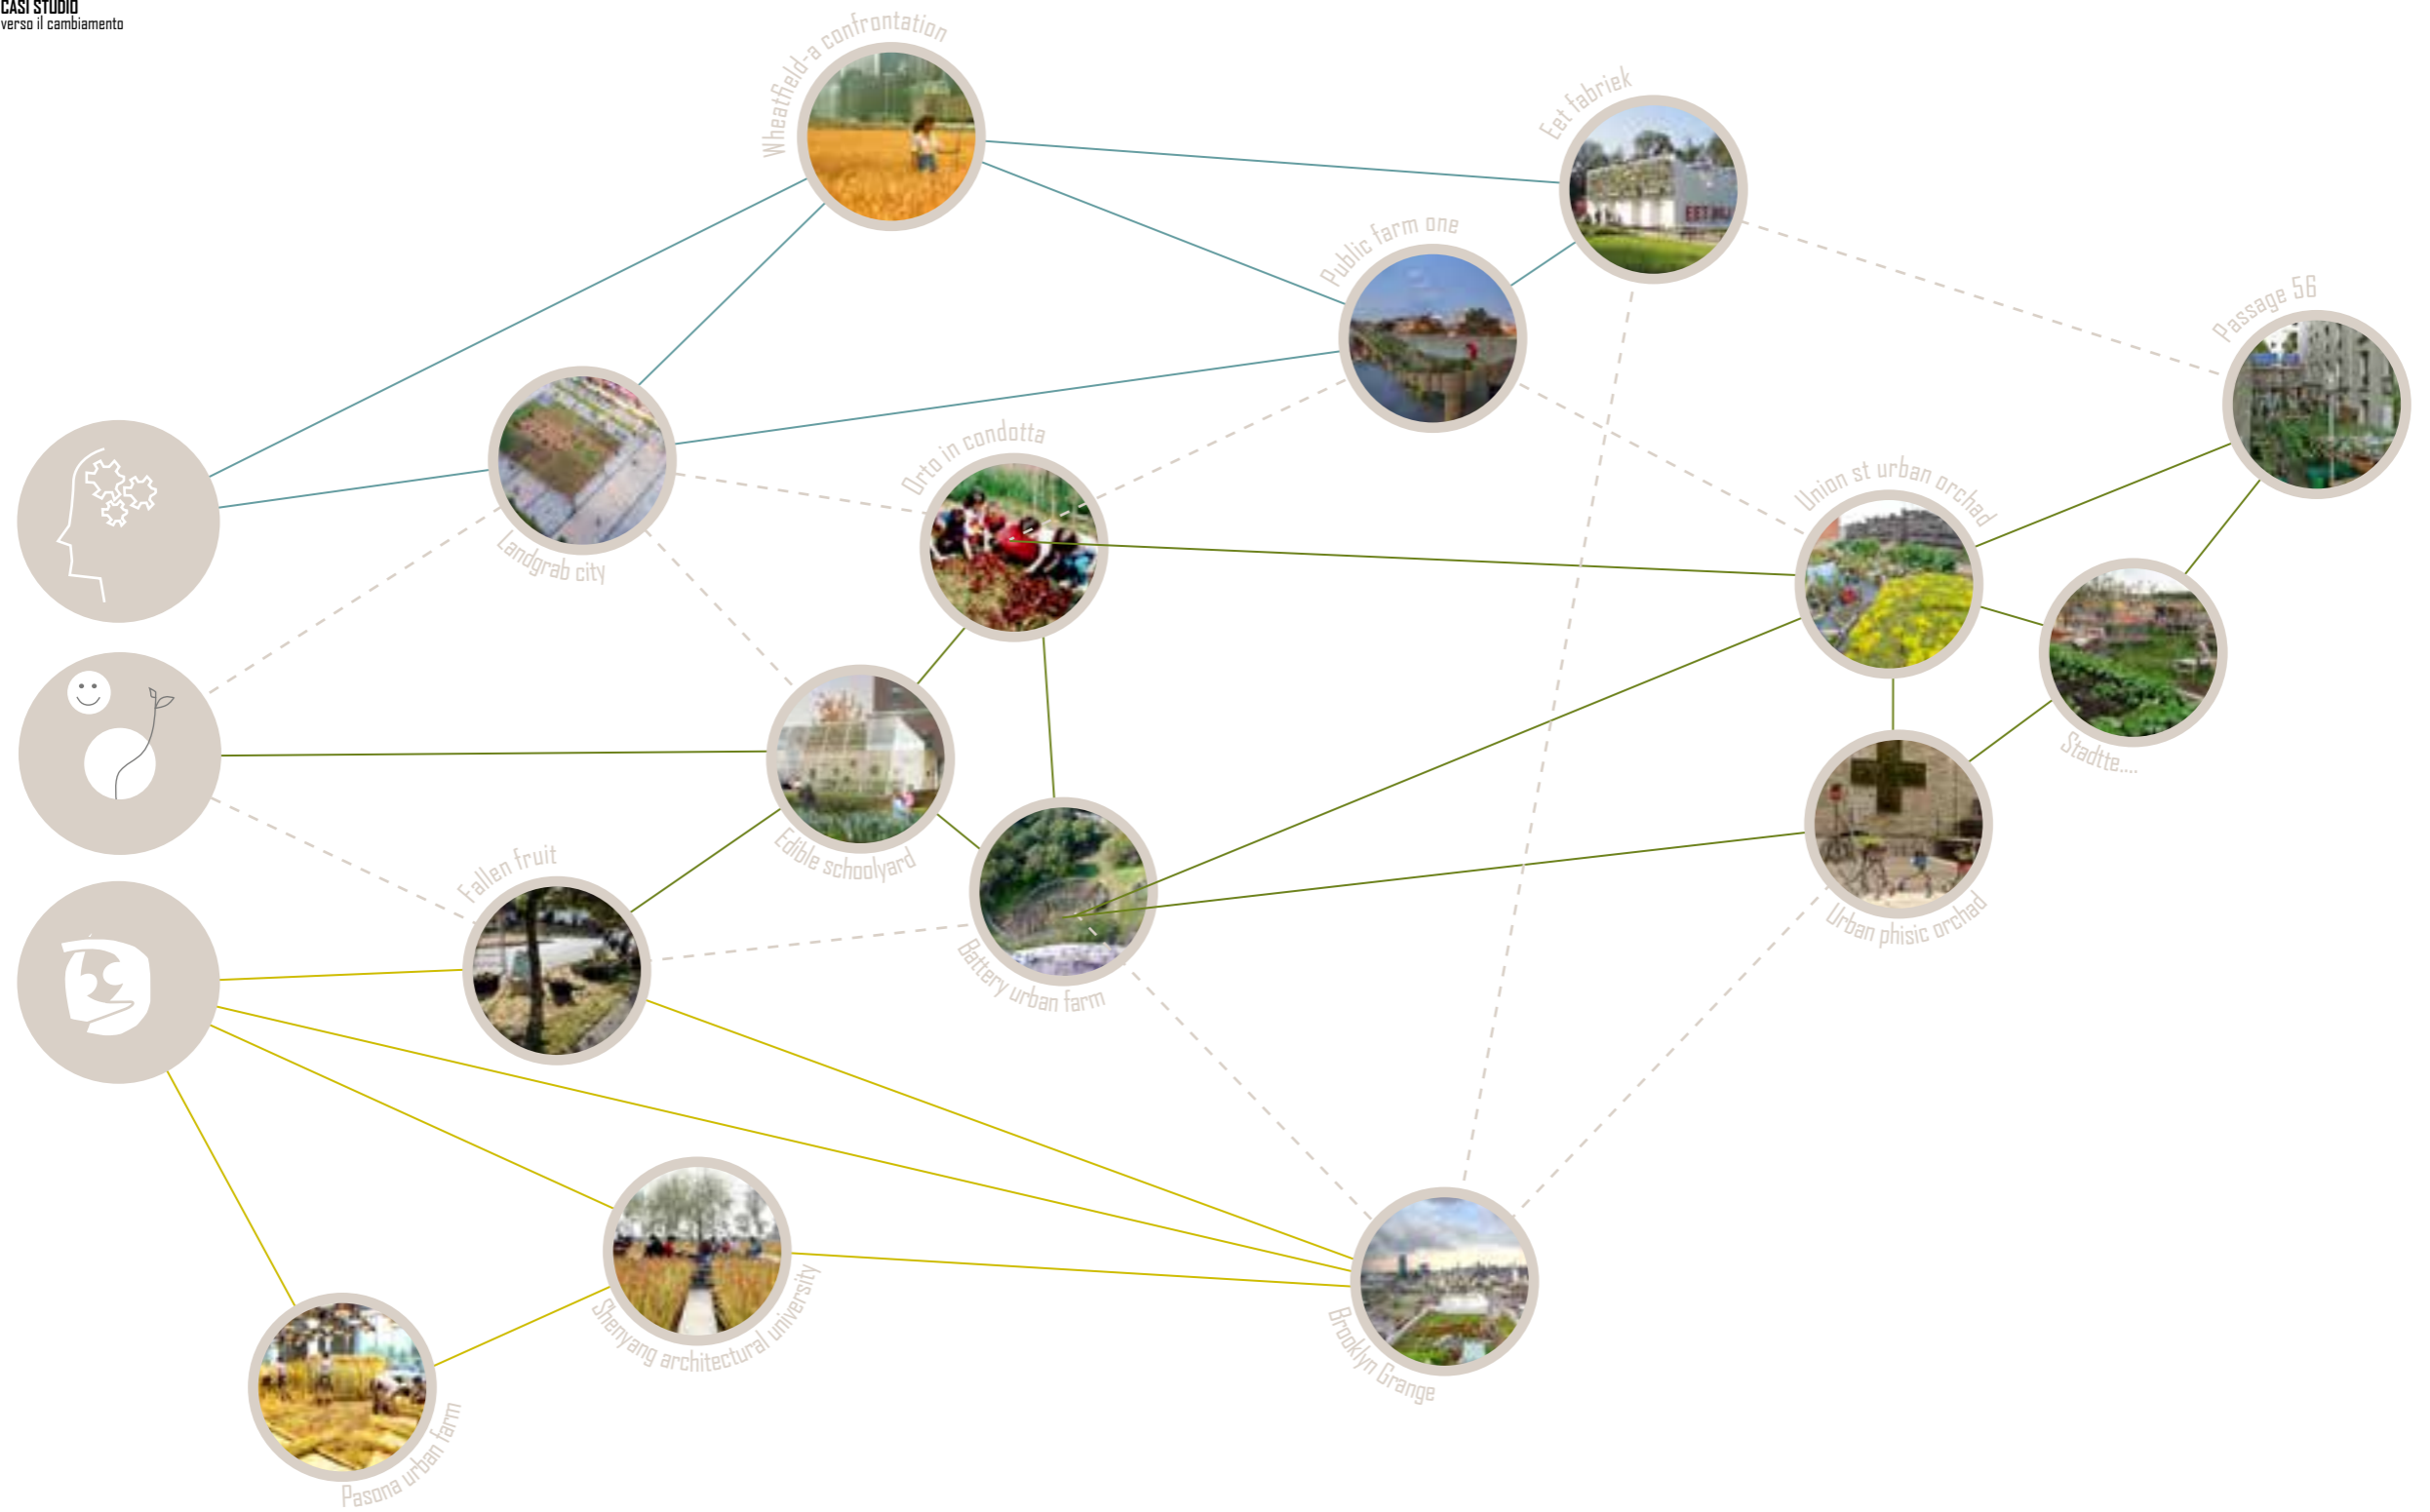 CASI STUDIO
verso il cambiamento
Wheatfield-a confrontation
Eet fabriek
Public farm one
Passage 56
Landgrab city
Orto in condotta
Union st urban orchad
Stadtte....
Edible schoolyard
Fallen fruit
Battery urban farm
Urban phisic orchad
Shenyang architectural university
Brooklyn Grange
Pasona urban farm